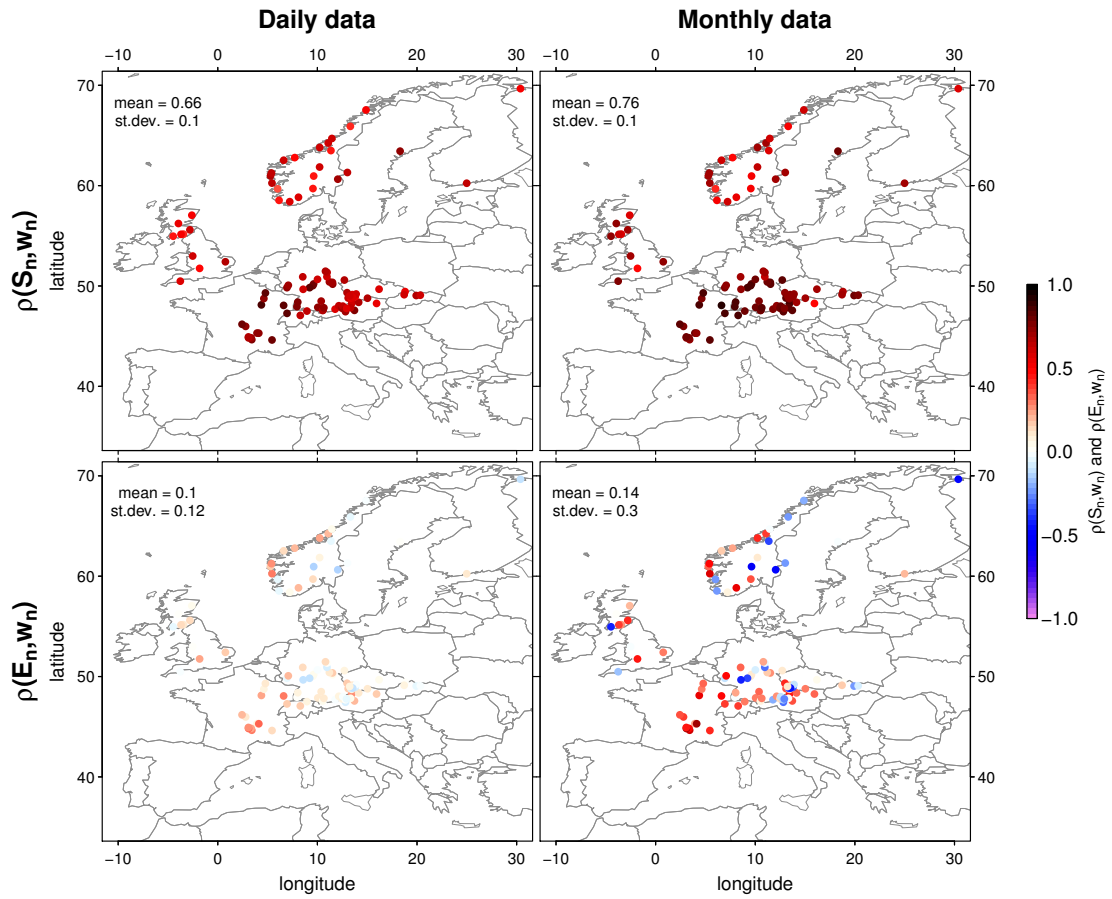 Daily data
Monthly data
−10 0 10 20 30
−10 0 10 20 30
70
60
50
40
mean = 0.66
st.dev. = 0.1
mean = 0.76
st.dev. = 0.1
70
60
50
40
ρ(Sn,wn)
latitude
70
60
50
40
mean = 0.1
st.dev. = 0.12
mean = 0.14
st.dev. = 0.3
70
60
50
40
ρ(En,wn)
latitude
−10 0 10 20 30
−10 0 10 20 30
longitude
longitude
1.0
0.5
0.0
−0.5
−1.0
ρ(Sn,wn) and ρ(En,wn)